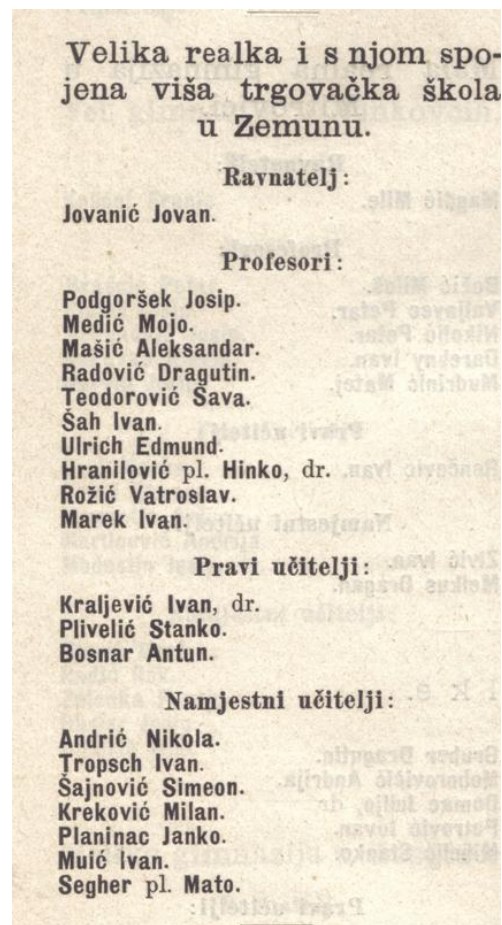 Velika realka i s njom spo-
jena viša trgovačka škola
u Zemunu.
Ravnatelj:
Jovanić Jovan.
Profesori:
Podgoršek Josip.
Medić Mojo.
Mašić Aleksandar.
Radović Dragutin.
Teodorović Sava.
Šah Ivan.
Ulrich Edmund.
Hranilović pl. Hinko, dr.
Rožić Vatroslav.
Marek Ivan.
Pravi učitelji:
Kraljević Ivan, dr.
Plivelić Stanko.
Bosnar Antun.
Namjestni učitelji:
Andrić Nikola.
Tropsch Ivan.
Šajnović Simeon.
Kreković Milan.
Planinac Janko.
Muić Ivan.
Segher pl. Mato.